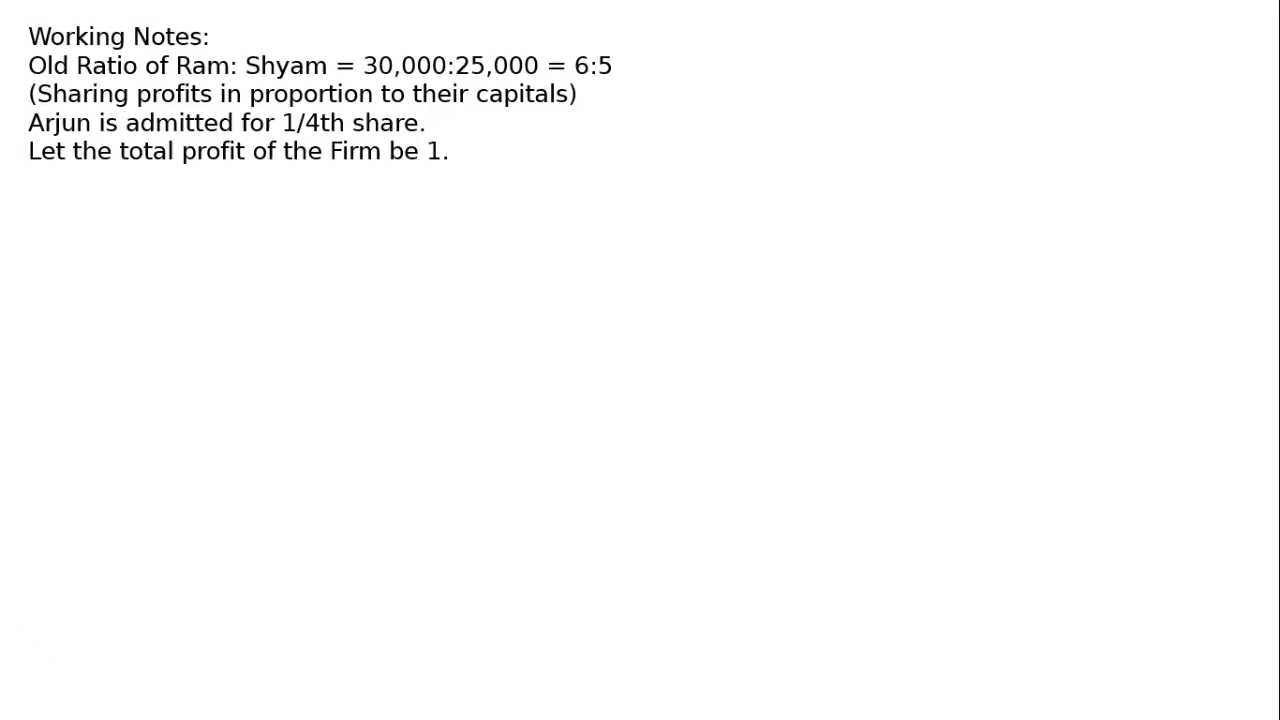 Working Notes:
Old Ratio of Ram: Shyam = 30,000:25,000 = 6:5
(Sharing profits in proportion to their capitals)
Arjun is admitted for 1/4th share.
Let the total profit of the Firm be 1.